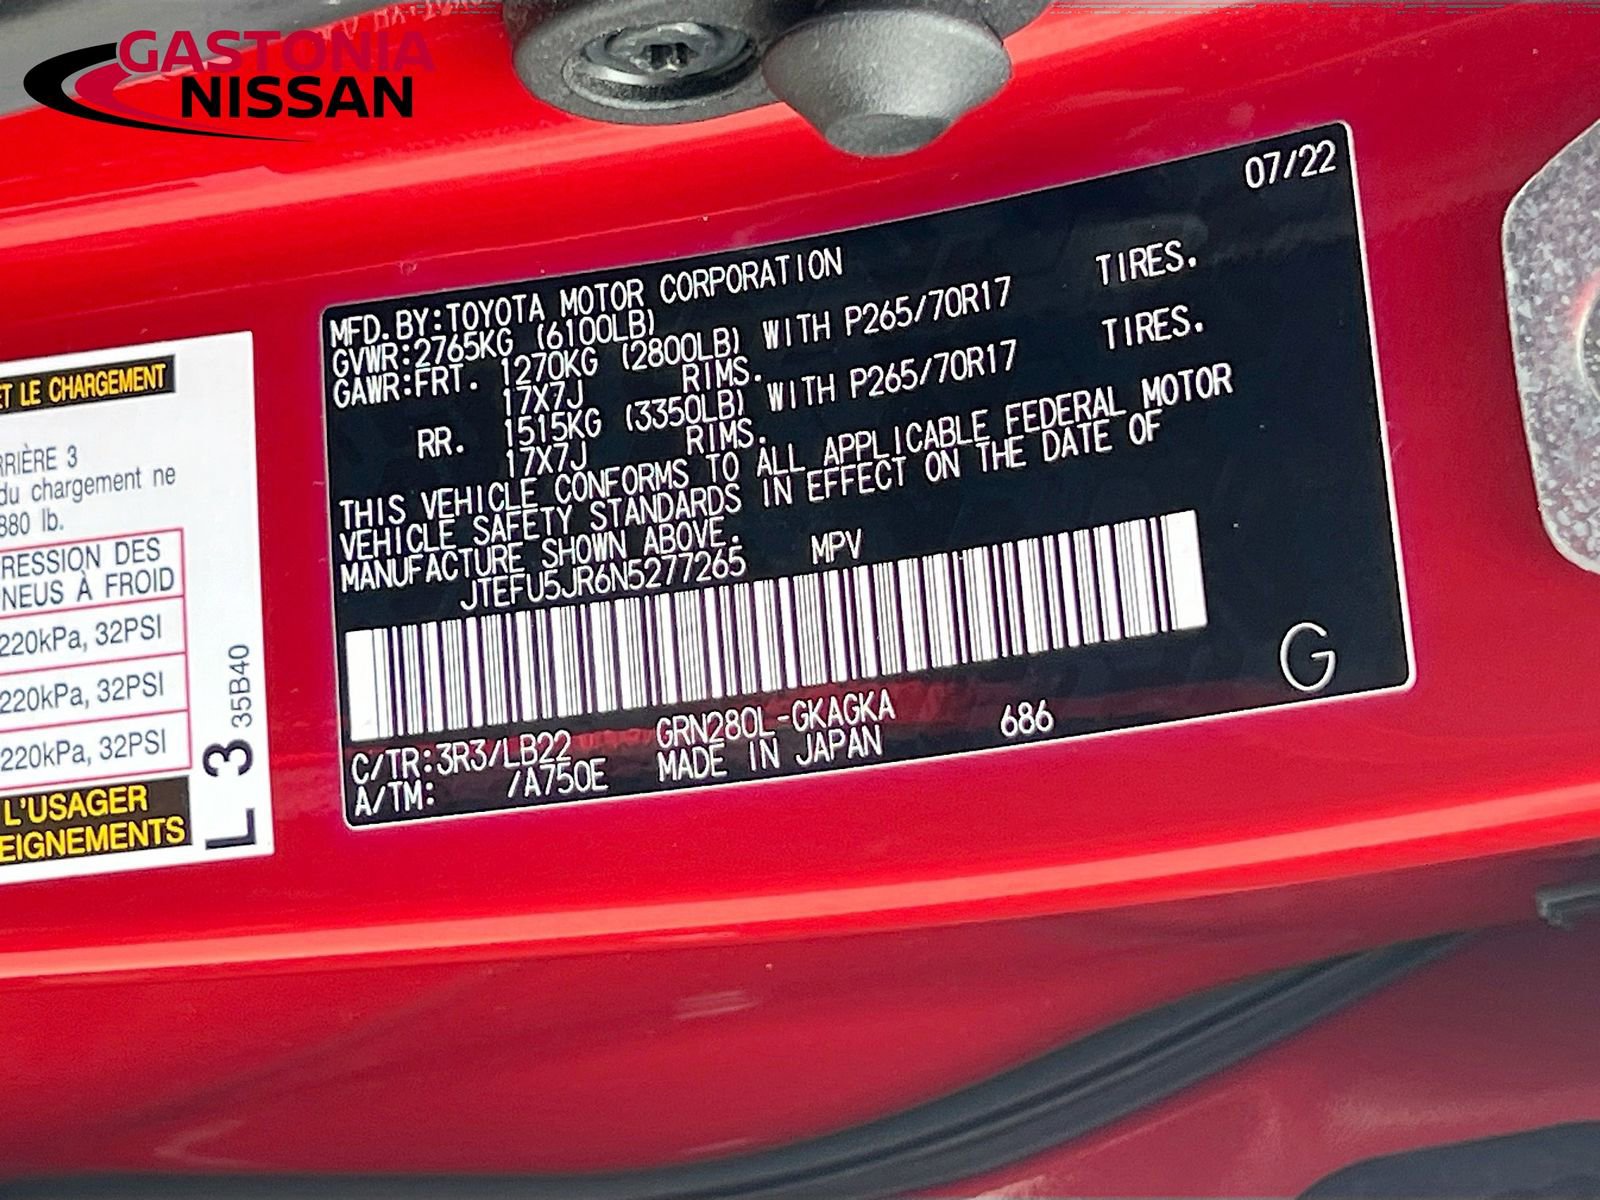 GASTONIA
NISSAN
07/22
MFD. BY: TOYOTA MOTOR CORPORATION
GVWR: 2765KG (6100LB)
GAWR: FRT. 1270KG (2800LB) WITH P265/70R17 TIRES.
17X7J RIMS.
RR. 1515KG (3350LB) WITH P265/70R17 TIRES.
17X7J RIMS.
THIS VEHICLE CONFORMS TO ALL APPLICABLE FEDERAL MOTOR
VEHICLE SAFETY STANDARDS IN EFFECT ON THE DATE OF
MANUFACTURE SHOWN ABOVE.
JTEFU5JR6N5277265 MPV
C/TR: 3R3/LB22 GRN280L-GKAGKA 686
A/TM: /A750E MADE IN JAPAN
G
ET LE CHARGEMENT
RRIÈRE 3
du chargement ne
880 lb.
RESSION DES
NEUS À FROID
220kPa, 32PSI
220kPa, 32PSI
220kPa, 32PSI
L'USAGER
EIGNEMENTS
L 3 35B40